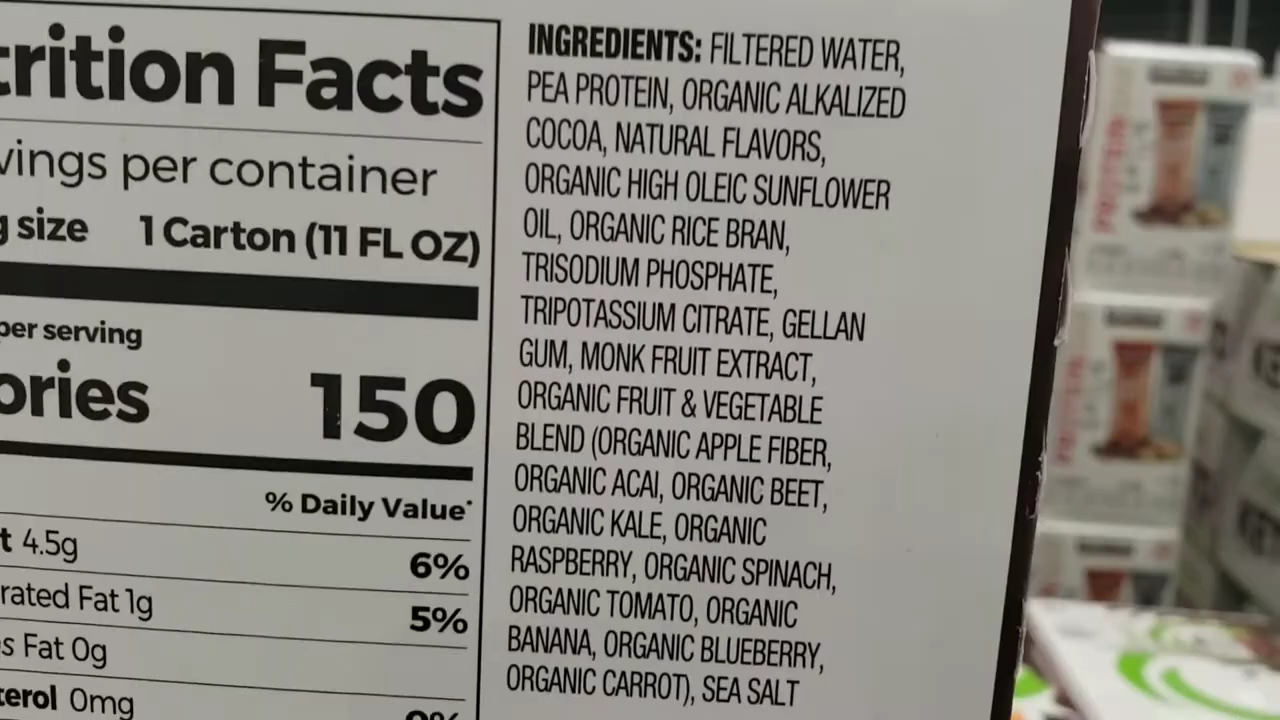 trition Facts
vings per container
g size 1 Carton (11 FL OZ)
per serving
ories 150
% Daily Value*
t 4.5g 6%
rated Fat 1g 5%
s Fat 0g
terol 0mg 0%
INGREDIENTS: FILTERED WATER,
PEA PROTEIN, ORGANIC ALKALIZED
COCOA, NATURAL FLAVORS,
ORGANIC HIGH OLEIC SUNFLOWER
OIL, ORGANIC RICE BRAN,
TRISODIUM PHOSPHATE,
TRIPOTASSIUM CITRATE, GELLAN
GUM, MONK FRUIT EXTRACT,
ORGANIC FRUIT & VEGETABLE
BLEND (ORGANIC APPLE FIBER,
ORGANIC ACAI, ORGANIC BEET,
ORGANIC KALE, ORGANIC
RASPBERRY, ORGANIC SPINACH,
ORGANIC TOMATO, ORGANIC
BANANA, ORGANIC BLUEBERRY,
ORGANIC CARROT), SEA SALT
PROTEIN
PROTEIN